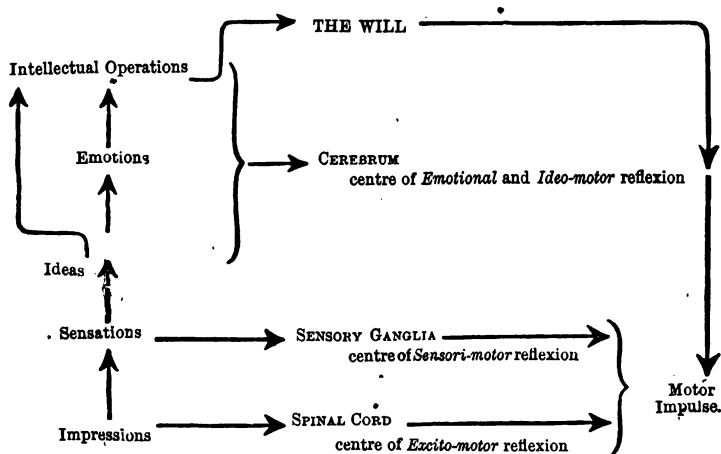 THE WILL
Intellectual Operations
Emotions
CEREBRUM
centre of Emotional and Ideo-motor reflexion
Ideas
Sensations
SENSORY GANGLIA
centre of Sensori-motor reflexion
Motor
Impulse.
SPINAL CORD
Impressions
centre of Excito-motor reflexion